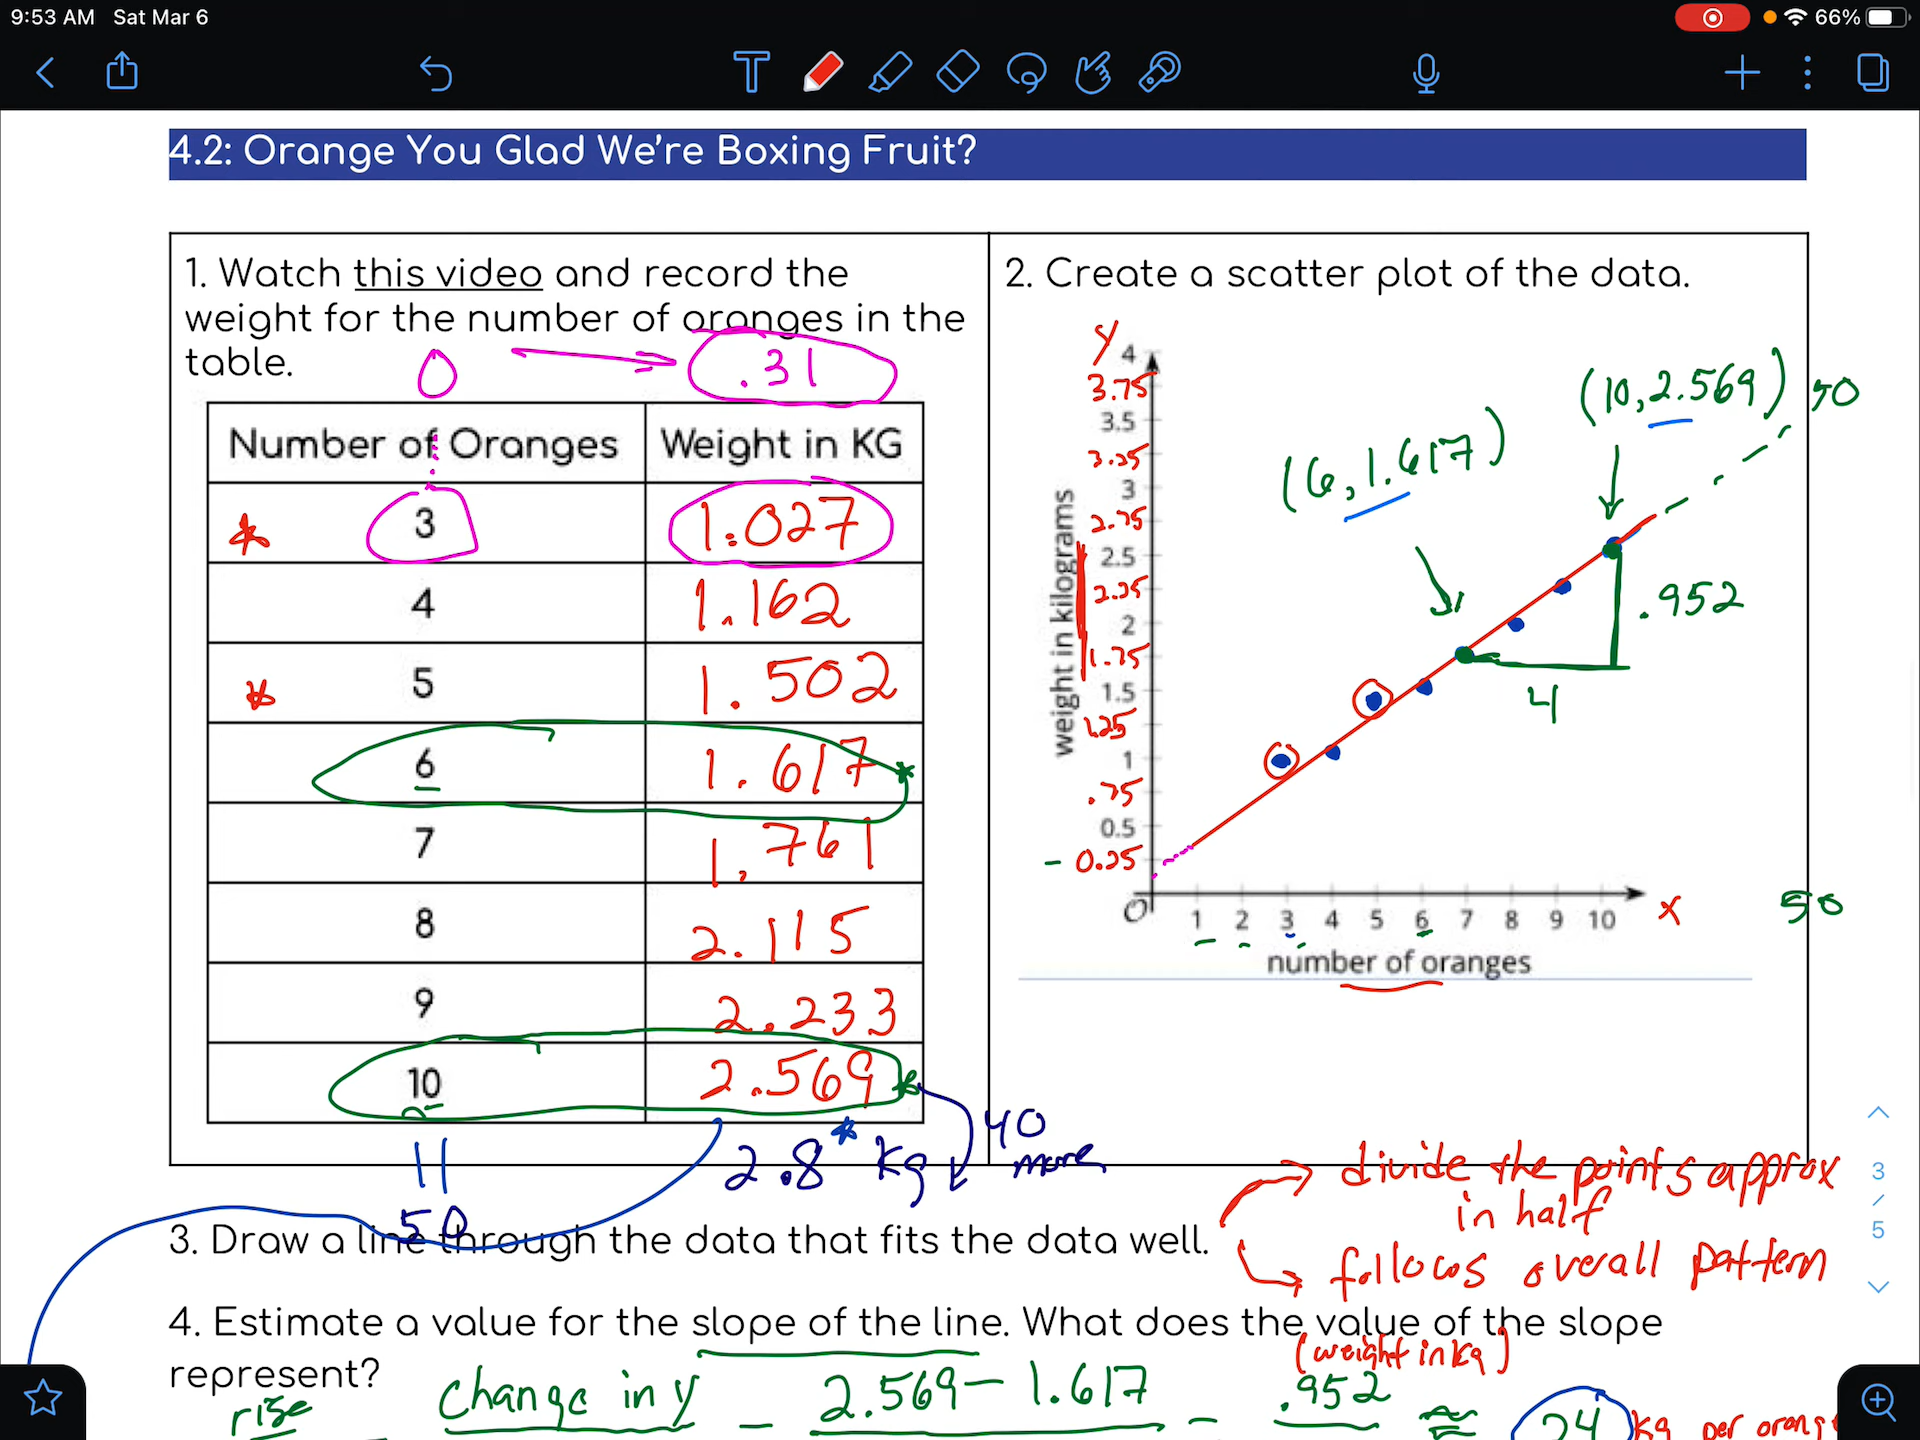 9:53 AM Sat Mar 6
66%
4.2: Orange You Glad We're Boxing Fruit?
1. Watch this video and record the
weight for the number of oranges in the
table.
0 .31
Number of Oranges Weight in KG
3 1.027
4 1.162
5 1.502
6 1.617
7 1.761
8 2.115
9 2.233
10 2.569
11 2.8 kg
50
40
more
2. Create a scatter plot of the data.
y
4
3.75
3.5
3.25
3
2.75
2.5
2.25
2
1.75
1.5
1.25
1
.75
0.5
0.25
O
weight in kilograms
(10, 2.569)
50
(6, 1.617)
.952
4
1 2 3 4 5 6 7 8 9 10 x
50
number of oranges
divide the points approx
in half
follows overall pattern
3
/
5
3. Draw a line through the data that fits the data well.
4. Estimate a value for the slope of the line. What does the value of the slope
represent?
(weight in kg)
rise change in y 2.569 - 1.617 .952 ≈ .24 kg per orange